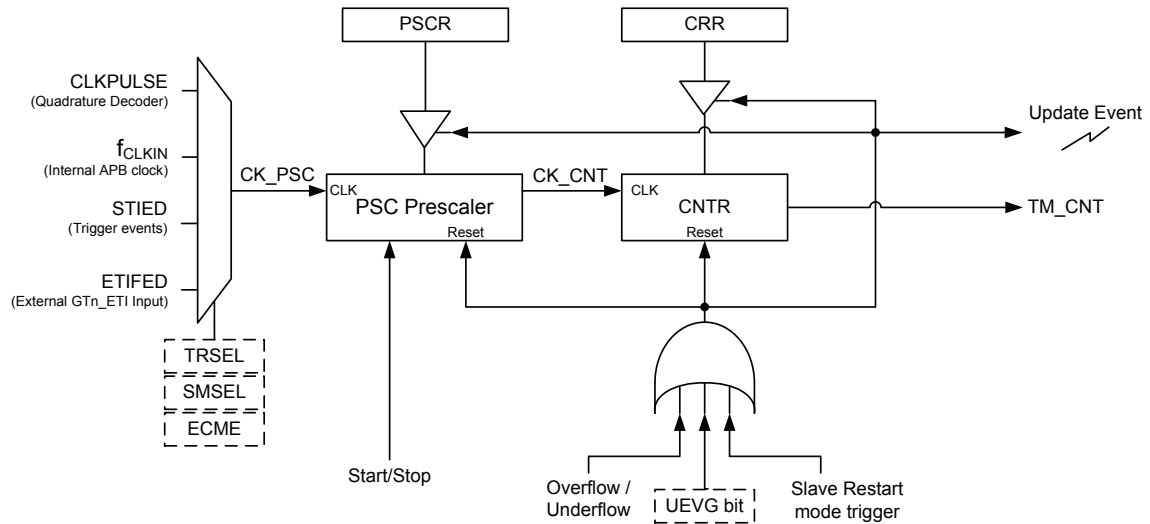 PSCR
CRR
CLKPULSE
(Quadrature Decoder)
fCLKIN
(Internal APB clock)
STIED
(Trigger events)
ETIFED
(External GTn_ETI Input)
CK_PSC
CLK
PSC Prescaler
Reset
CK_CNT
CLK
CNTR
Reset
Update Event
TM_CNT
TRSEL
SMSEL
ECME
Start/Stop
Overflow /
Underflow
UEVG bit
Slave Restart
mode trigger